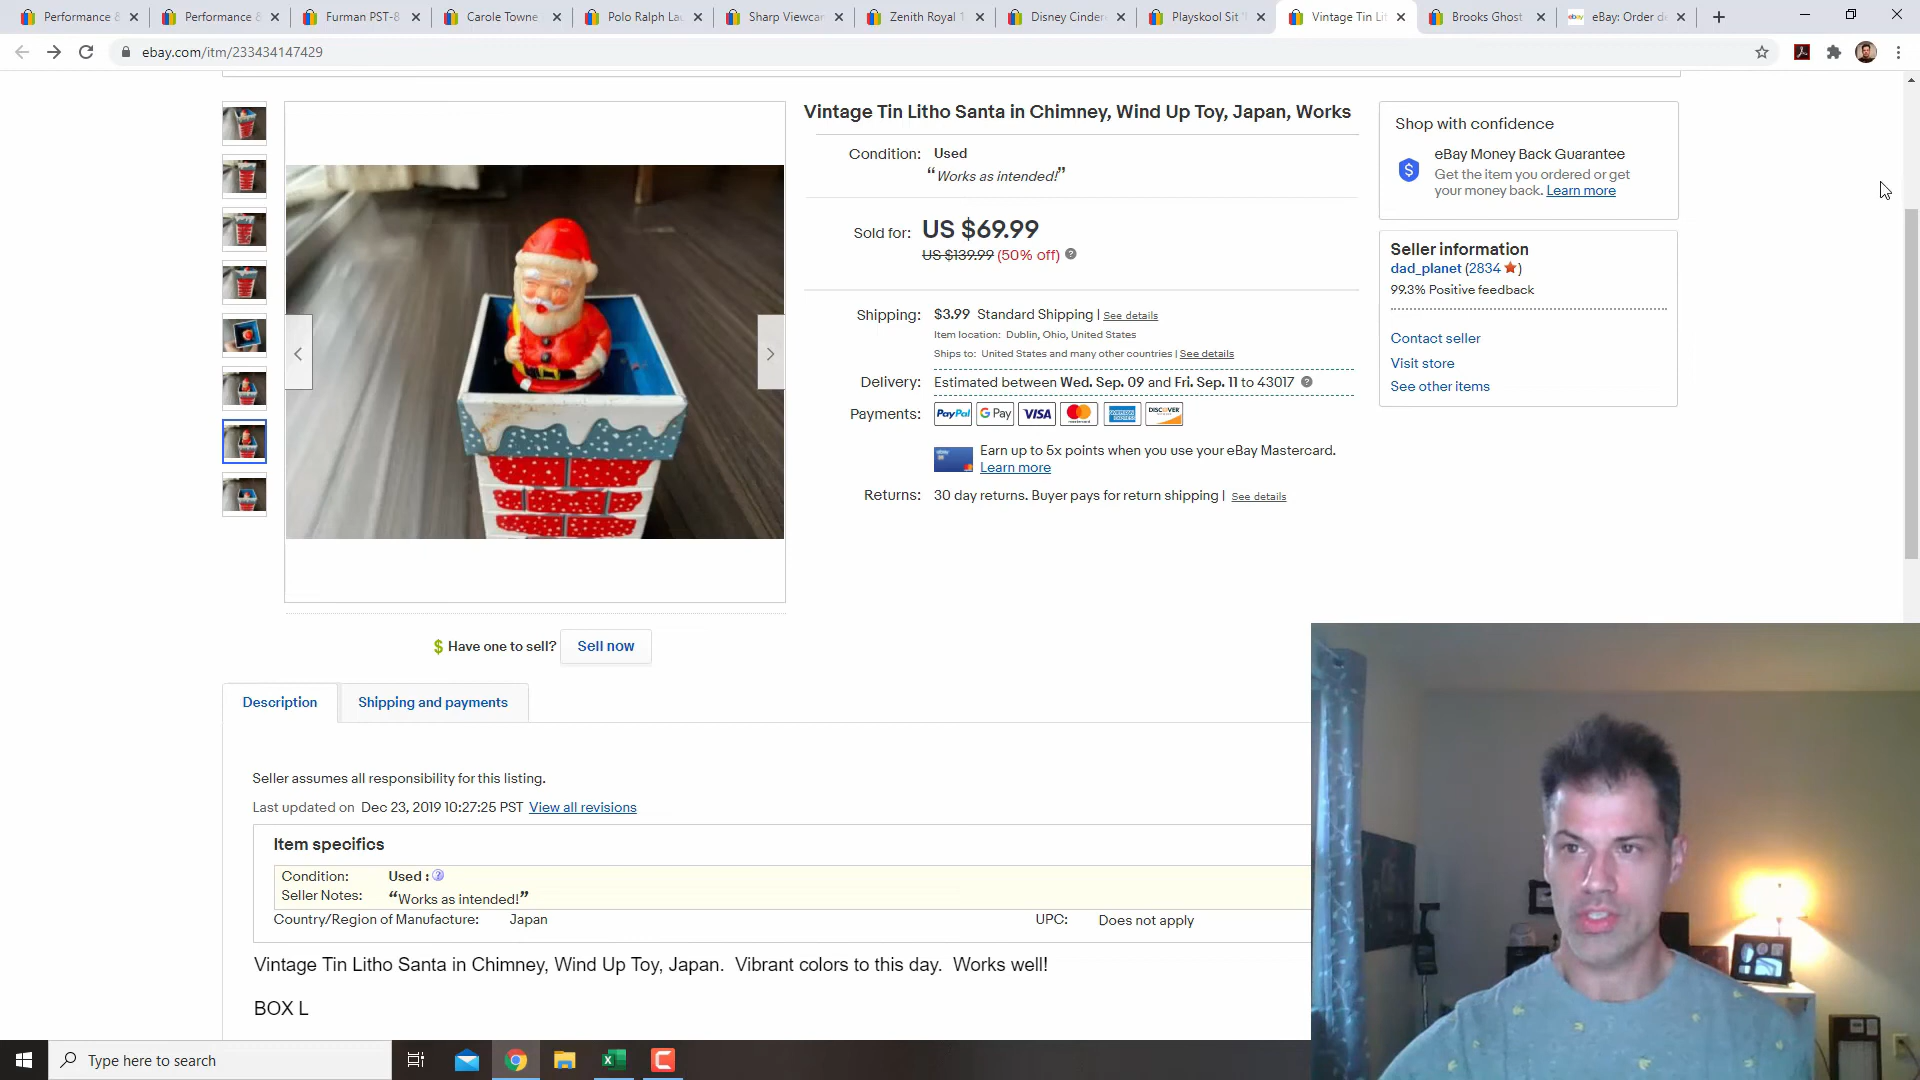 Performance &
Performance &
Furman PST-8
Carole Towne
Polo Ralph La
Sharp Viewca
Zenith Royal
Disney Cinder
Playskool Sit
Vintage Tin Li
Brooks Ghost
eBay: Order de
ebay.com/itm/233434147429
Vintage Tin Litho Santa in Chimney, Wind Up Toy, Japan, Works
Condition: Used
“Works as intended!”
Sold for: US $69.99
US $139.99 (50% off)
Shipping: $3.99 Standard Shipping | See details
Item location: Dublin, Ohio, United States
Ships to: United States and many other countries | See details
Delivery: Estimated between Wed. Sep. 09 and Fri. Sep. 11 to 43017
Payments: PayPal G Pay VISA mastercard AMERICAN EXPRESS DISCOVER
Earn up to 5x points when you use your eBay Mastercard.
Learn more
Returns: 30 day returns. Buyer pays for return shipping | See details
Shop with confidence
eBay Money Back Guarantee
Get the item you ordered or get
your money back. Learn more
Seller information
dad_planet (2834)
99.3% Positive feedback
Contact seller
Visit store
See other items
$ Have one to sell? Sell now
Description
Shipping and payments
Seller assumes all responsibility for this listing.
Last updated on Dec 23, 2019 10:27:25 PST View all revisions
Item specifics
Condition: Used :
Seller Notes: “Works as intended!”
Country/Region of Manufacture: Japan
UPC: Does not apply
Vintage Tin Litho Santa in Chimney, Wind Up Toy, Japan. Vibrant colors to this day. Works well!
BOX L
Type here to search